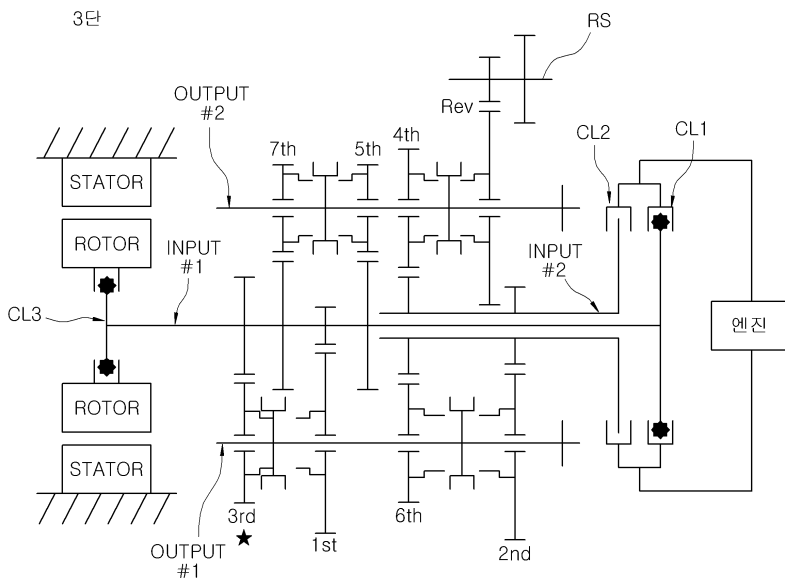 3단
RS
OUTPUT
#2
Rev
CL2
CL1
7th
5th
4th
STATOR
ROTOR
INPUT
#1
INPUT
#2
CL3
엔진
ROTOR
STATOR
3rd
★
1st
6th
2nd
OUTPUT
#1